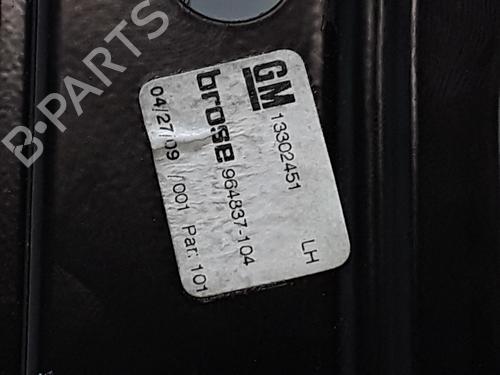 GM 13302451 LH
brose 964837-104
04/27/09 /001 Par: 101
B-PARTS